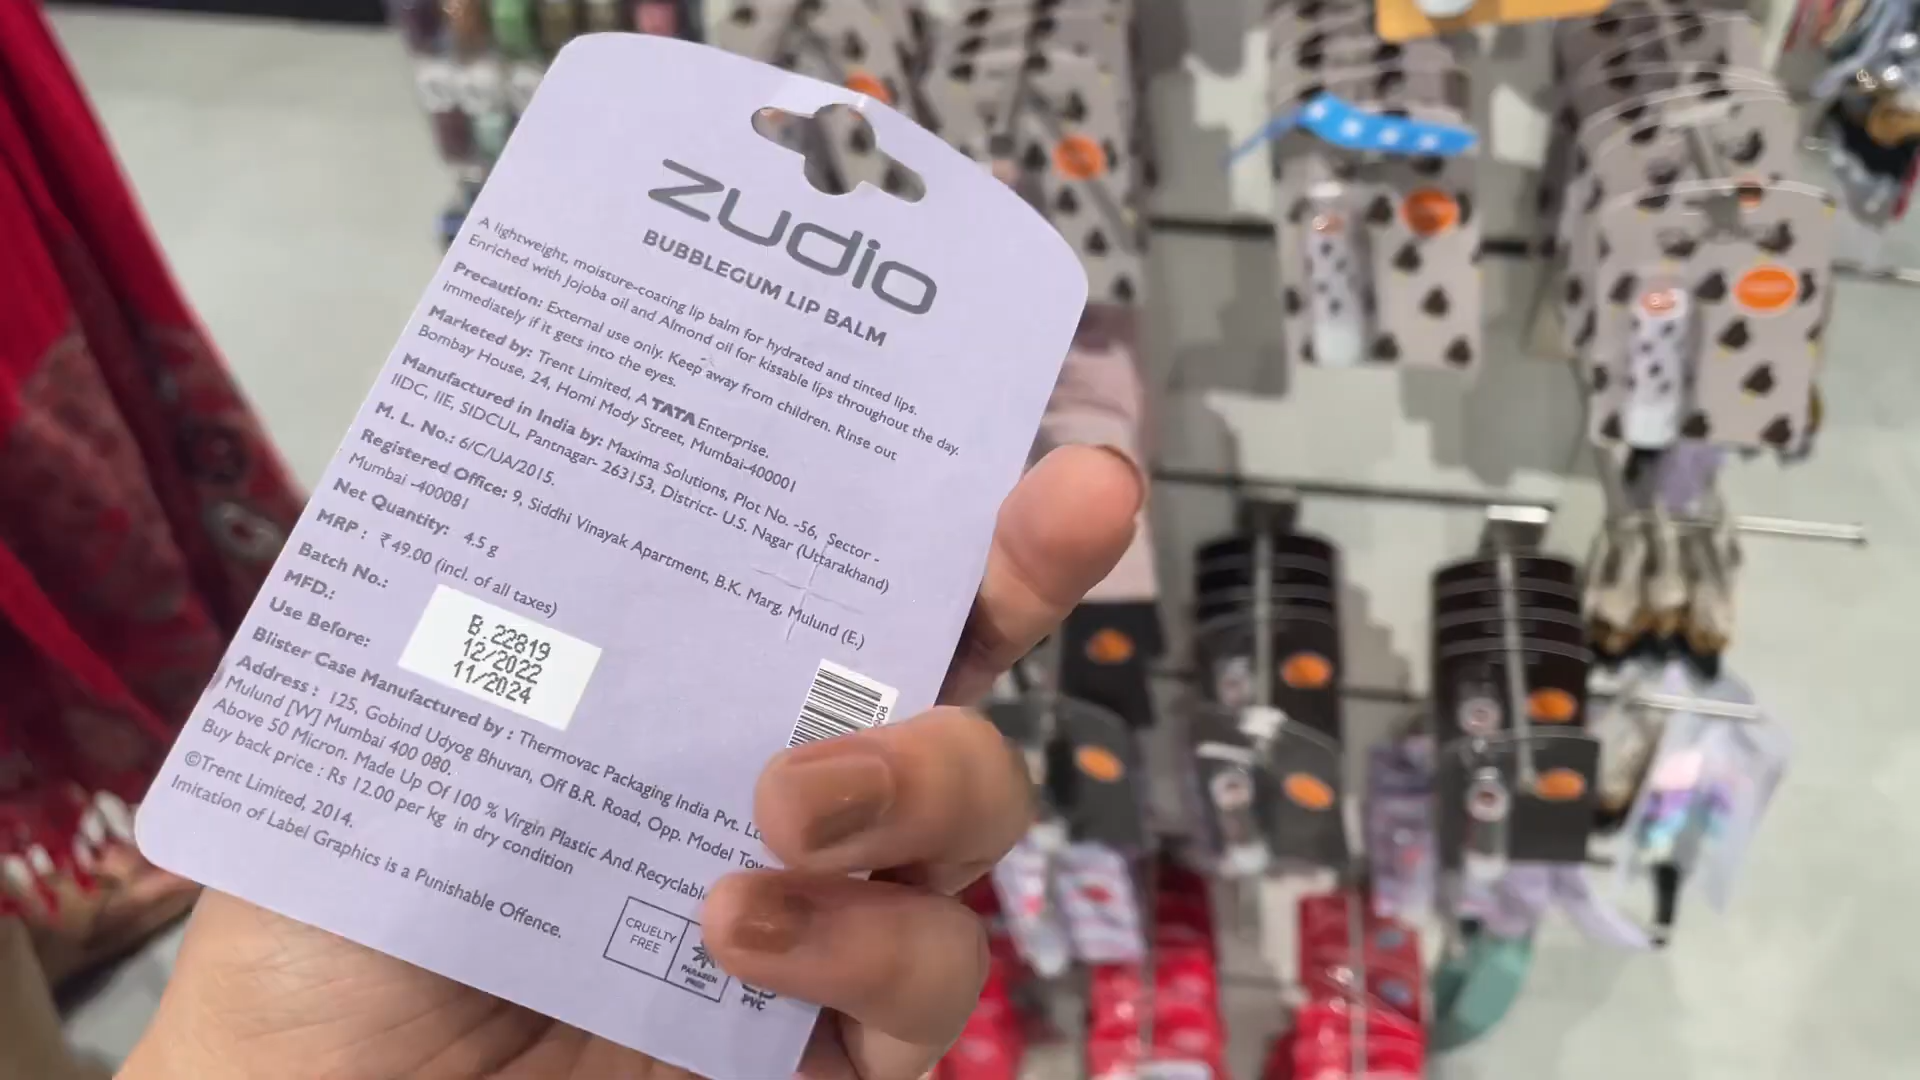 zudio
BUBBLEGUM LIP BALM
A lightweight, moisture-coating lip balm for hydrated and tinted lips.
Enriched with Jojoba oil and Almond oil for kissable lips throughout the day.
Precaution: External use only. Keep away from children. Rinse out
immediately if it gets into the eyes.
Marketed by: Trent Limited, A TATA Enterprise.
Bombay House, 24, Homi Mody Street, Mumbai-400001
Manufactured in India by: Maxima Solutions, Plot No. -56, Sector -
IIDC, IIE, SIDCUL, Pantnagar- 263153, District- U.S. Nagar (Uttarakhand)
M. L. No.: 6/C/UA/2015.
Registered Office: 9, Siddhi Vinayak Apartment, B.K. Marg, Mulund (E.)
Mumbai -400081
Net Quantity: 4.5 g
MRP : ₹ 49.00 (incl. of all taxes)
Batch No.: B. 22819
MFD.: 12/2022
Use Before: 11/2024
Blister Case Manufactured by : Thermovac Packaging India Pvt.
Address : 125, Gobind Udyog Bhuvan, Off B.R. Road, Opp. Model
Mulund [W] Mumbai 400 080.
Above 50 Micron. Made Up Of 100 % Virgin Plastic And Recyclable
Buy back price : Rs 12.00 per kg in dry condition
©Trent Limited, 2014.
Imitation of Label Graphics is a Punishable Offence.
CRUELTY
FREE
PARABEN
FREE
PVC